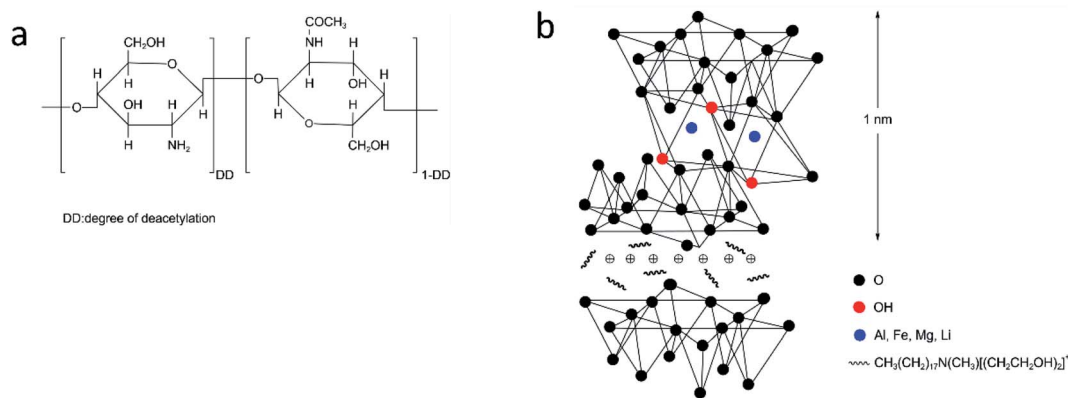 a
COCH₃
CH₂OH
NH
H
H
H
O
O
H
H
OH
OH
H
H
H
H
O
H
H
O
CH₂OH
H
NH₂
DD
1-DD
DD:degree of deacetylation
b
1 nm
O
OH
Al, Fe, Mg, Li
CH₃(CH₂)₁₇N(CH₃)[(CH₂CH₂OH)₂]⁺